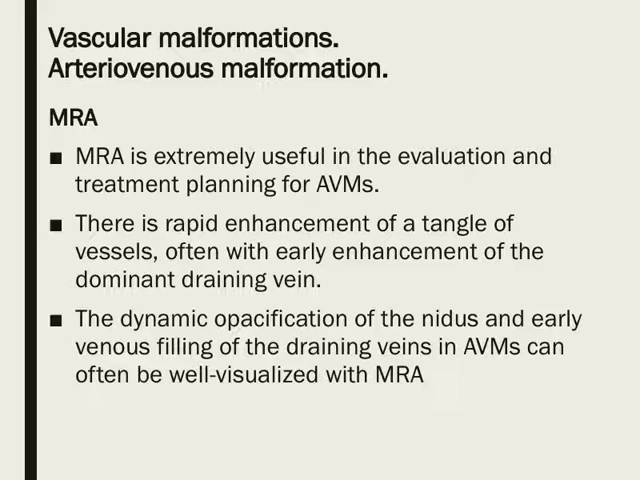 Vascular malformations.
Arteriovenous malformation.
MRA
■ MRA is extremely useful in the evaluation and
treatment planning for AVMs.
■ There is rapid enhancement of a tangle of
vessels, often with early enhancement of the
dominant draining vein.
■ The dynamic opacification of the nidus and early
venous filling of the draining veins in AVMs can
often be well-visualized with MRA